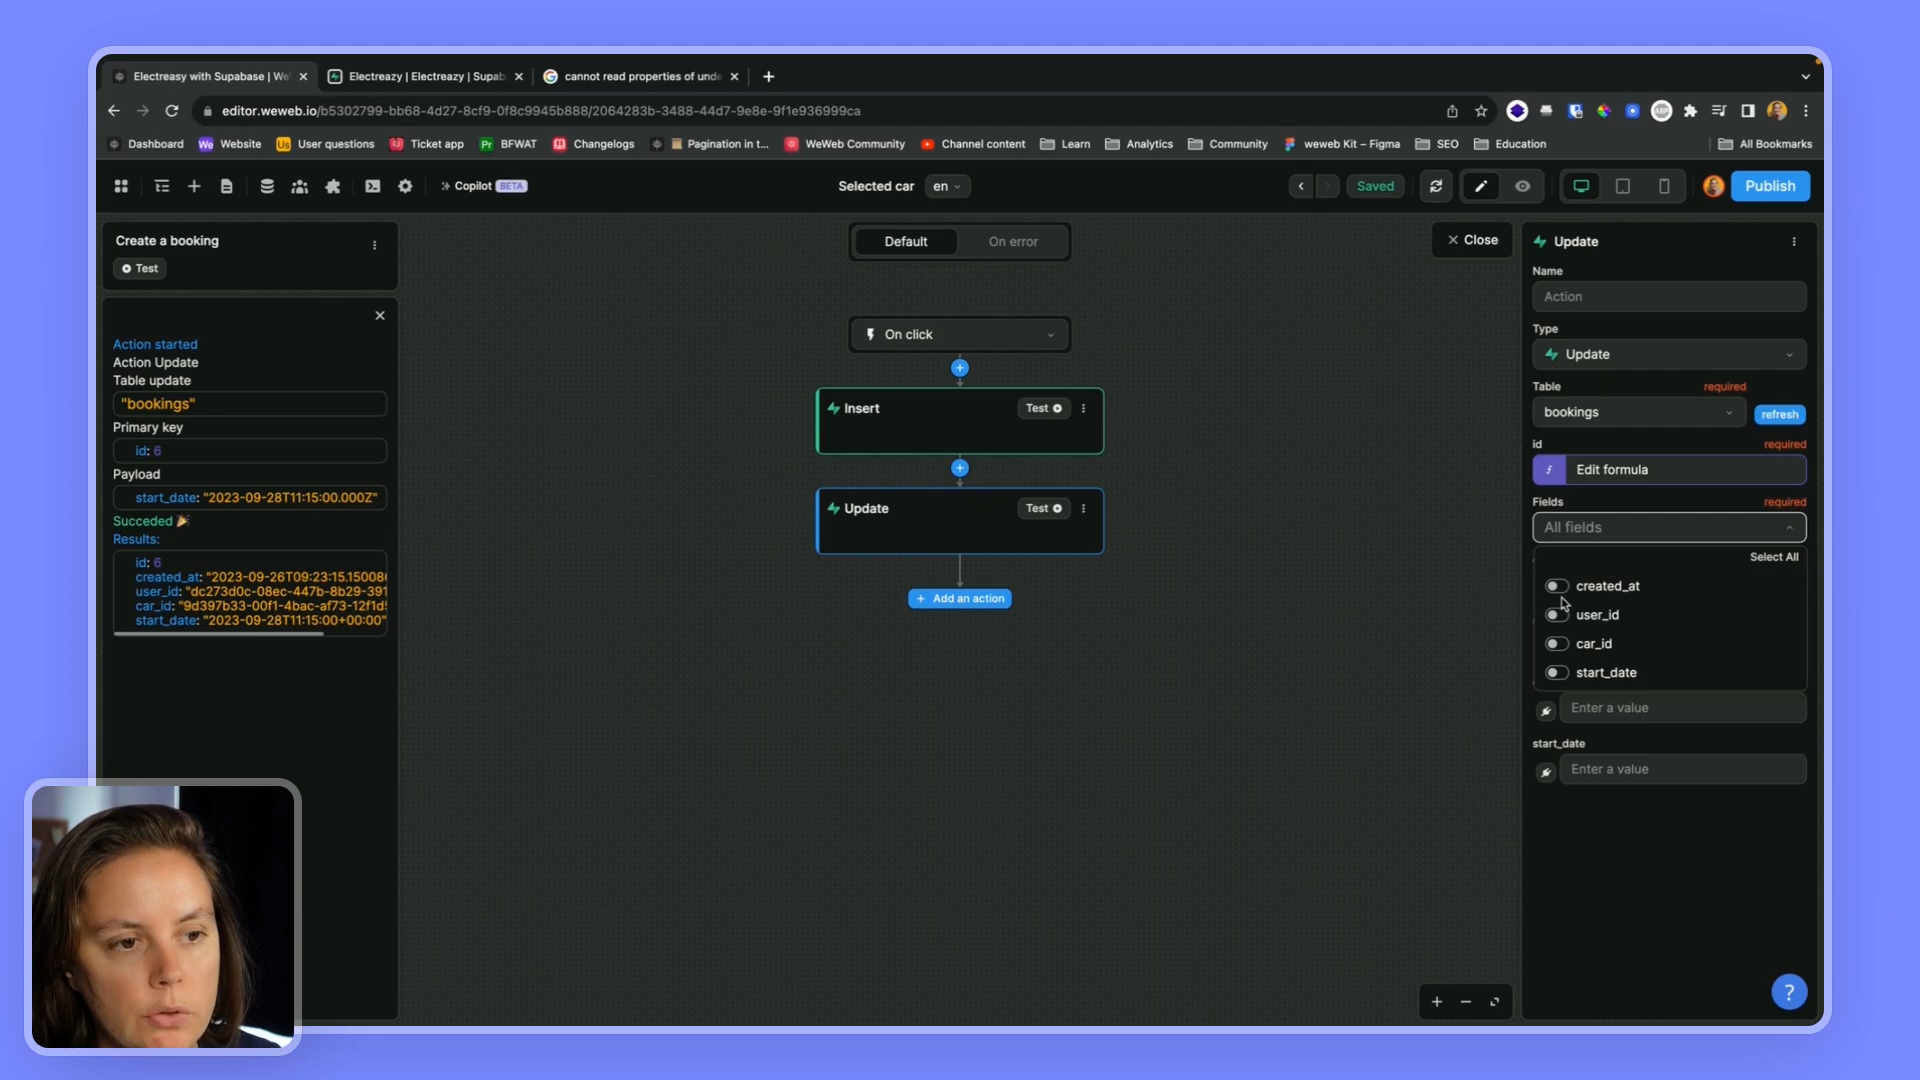 Electreasy with Supabase | We
Electreazy | Electreazy | Supab
cannot read properties of unde
editor.weweb.io/b5302799-bb68-4d27-8cf9-0f8c9945b888/2064283b-3488-44d7-9e8e-9f1e936999ca
Dashboard
We Website
Us User questions
Ticket app
Pr BFWAT
Changelogs
Pagination in t...
WeWeb Community
Channel content
Learn
Analytics
Community
weweb Kit – Figma
SEO
Education
All Bookmarks
Copilot BETA
Selected car
en
Saved
Publish
Create a booking
Test
Action started
Action Update
Table update
"bookings"
Primary key
id: 6
Payload
start_date: "2023-09-28T11:15:00.000Z"
Succeded
Results:
id: 6
created_at: "2023-09-26T09:23:15.15008
user_id: "dc273d0c-08ec-447b-8b29-391
car_id: "9d397b33-00f1-4bac-af73-12f1d
start_date: "2023-09-28T11:15:00+00:00"
Default
On error
On click
Insert
Test
Update
Test
+ Add an action
Close
Update
Name
Action
Type
Update
Table
required
bookings
refresh
id
required
f
Edit formula
Fields
required
All fields
Select All
created_at
user_id
car_id
start_date
Enter a value
start_date
Enter a value
?